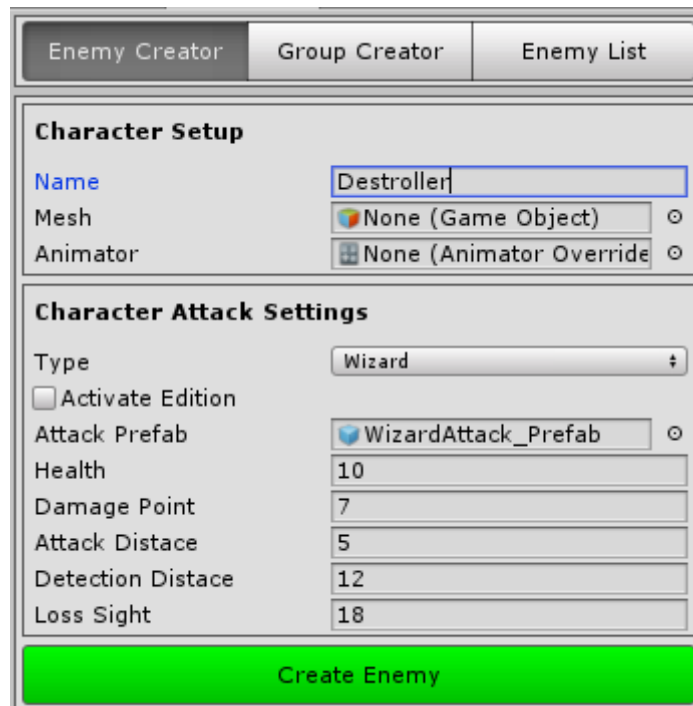 Enemy Creator Group Creator Enemy List
Character Setup
Name Destroller
Mesh None (Game Object)
Animator None (Animator Override
Character Attack Settings
Type Wizard
Activate Edition
Attack Prefab WizardAttack_Prefab
Health 10
Damage Point 7
Attack Distace 5
Detection Distace 12
Loss Sight 18
Create Enemy